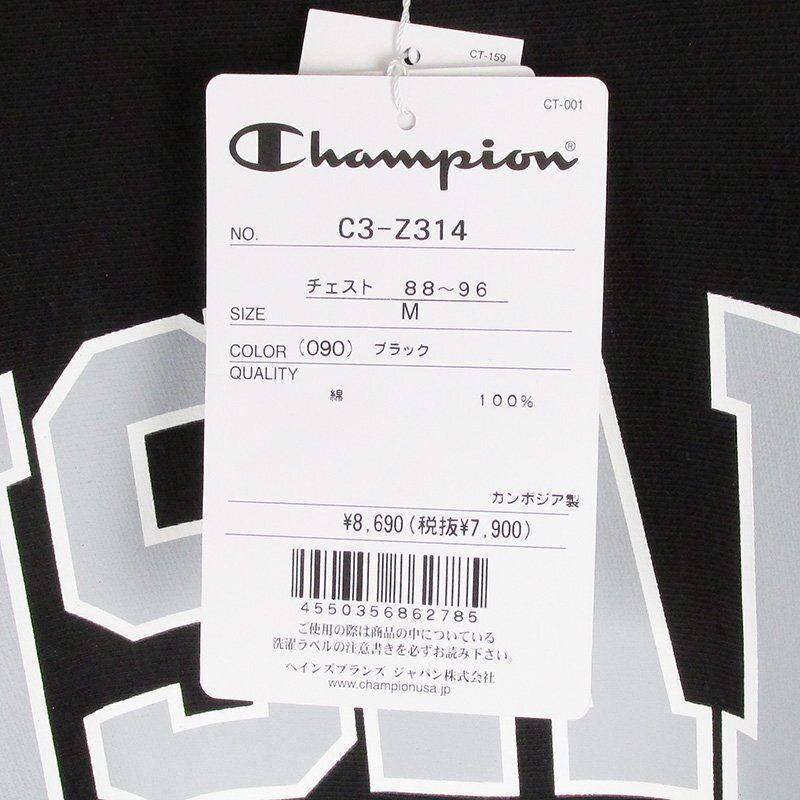 CT-159
CT-001
Champion®
NO. C3-Z314
チェスト 88～96
SIZE M
COLOR (090) ブラック
QUALITY
綿 100%
カンボジア製
¥8,690(税抜¥7,900)
4550356862785
ご使用の際は商品の中についている
洗濯ラベルの注意書きを必ずお読み下さい。
ヘインズブランズ ジャパン株式会社
www.championusa.jp